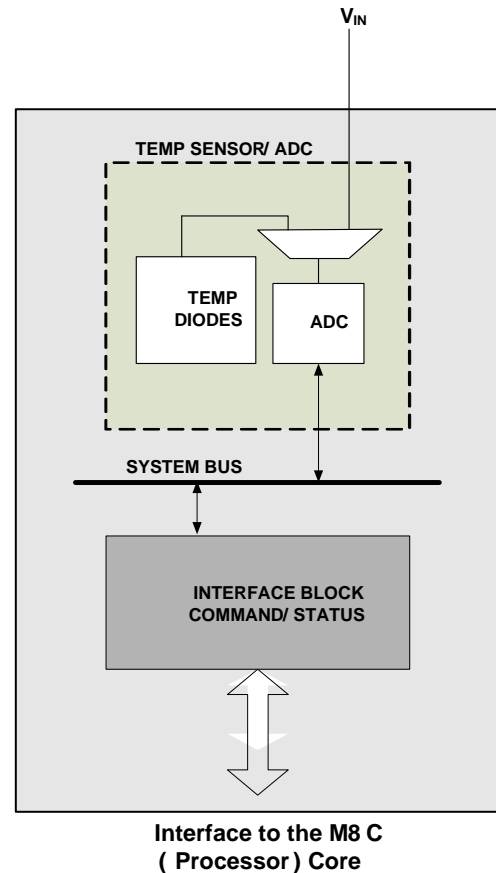 VIN
TEMP SENSOR/ ADC
TEMP
DIODES
ADC
SYSTEM BUS
INTERFACE BLOCK
COMMAND/ STATUS
Interface to the M8 C
( Processor ) Core